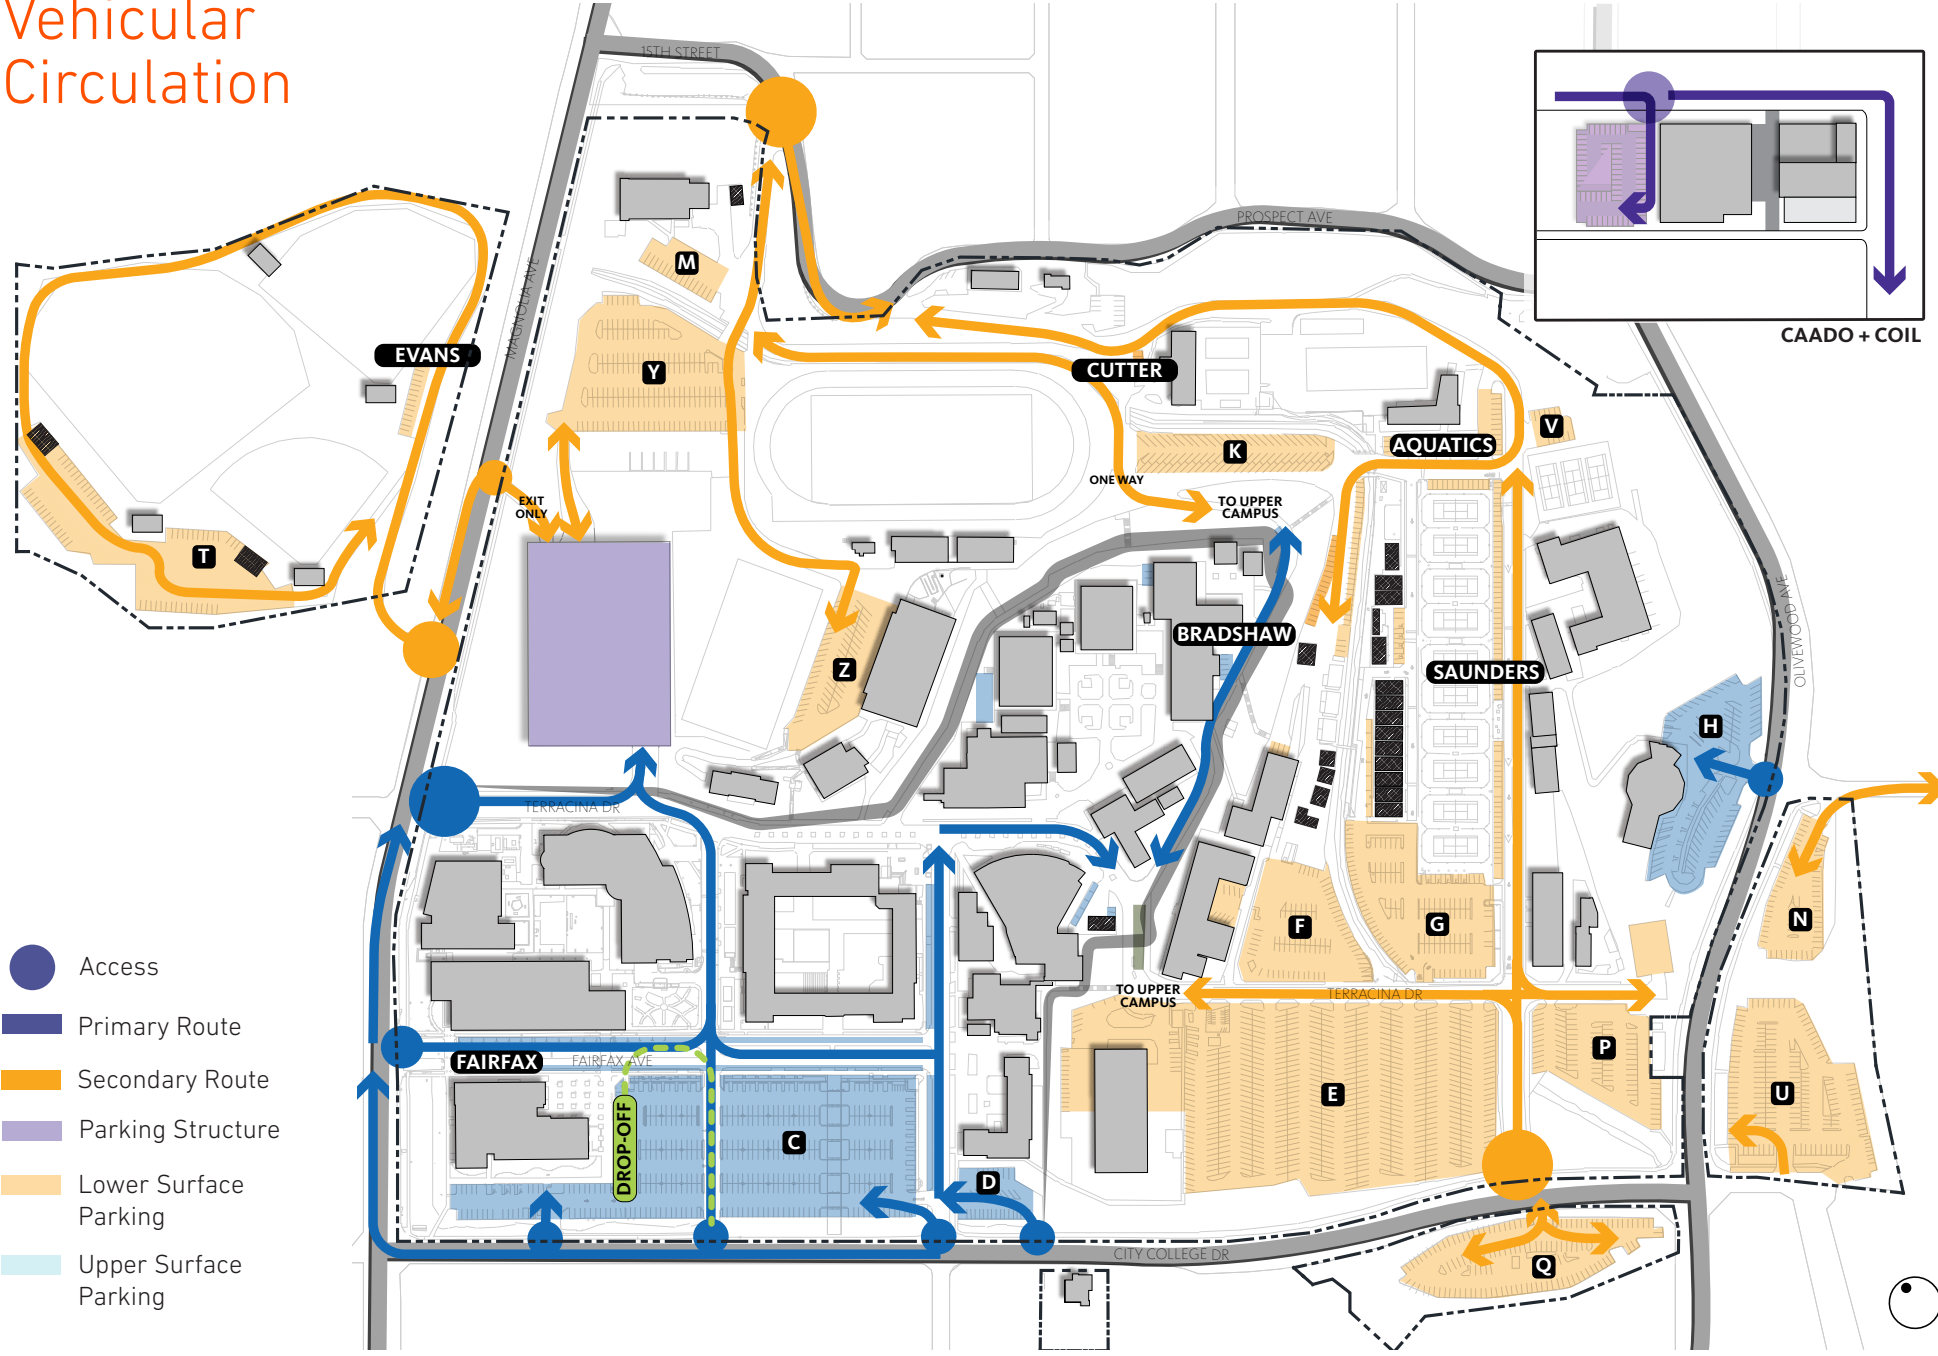 Vehicular
Circulation
15TH STREET
PROSPECT AVE
CAADO + COIL
MAGNOLIA AVE
M
EVANS
Y
CUTTER
K
AQUATICS
V
ONE WAY
TO UPPER
CAMPUS
EXIT
ONLY
T
OLIVEWOOD AVE
BRADSHAW
SAUNDERS
Z
H
TERRACINA DR
N
F
G
TO UPPER
CAMPUS
TERRACINA DR
FAIRFAX
FAIRFAX AVE
P
E
U
DROP-OFF
C
D
CITY COLLEGE DR
Q
Access
Primary Route
Secondary Route
Parking Structure
Lower Surface
Parking
Upper Surface
Parking